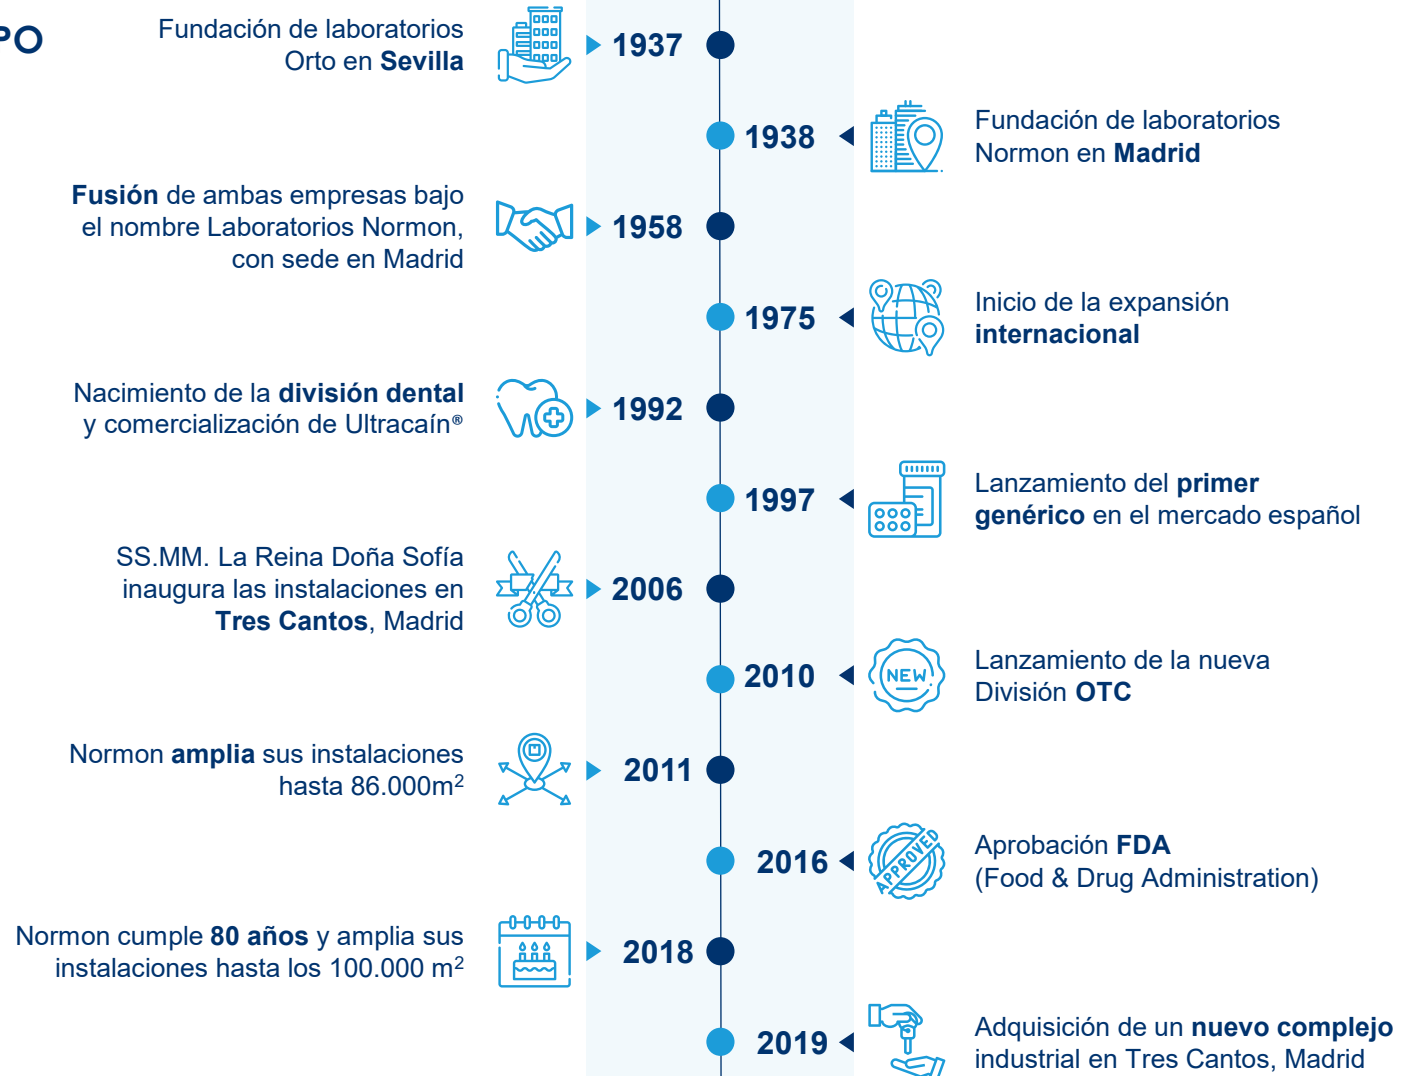 PO
Fundación de laboratorios
Orto en Sevilla
1937
1938
Fundación de laboratorios
Normon en Madrid
Fusión de ambas empresas bajo
el nombre Laboratorios Normon,
con sede en Madrid
1958
1975
Inicio de la expansión
internacional
Nacimiento de la división dental
y comercialización de Ultracaín®
1992
1997
Lanzamiento del primer
genérico en el mercado español
SS.MM. La Reina Doña Sofía
inaugura las instalaciones en
Tres Cantos, Madrid
2006
2010
NEW
Lanzamiento de la nueva
División OTC
Normon amplia sus instalaciones
hasta 86.000m²
2011
2016
APPROVED
Aprobación FDA
(Food & Drug Administration)
Normon cumple 80 años y amplia sus
instalaciones hasta los 100.000 m²
2018
2019
Adquisición de un nuevo complejo
industrial en Tres Cantos, Madrid